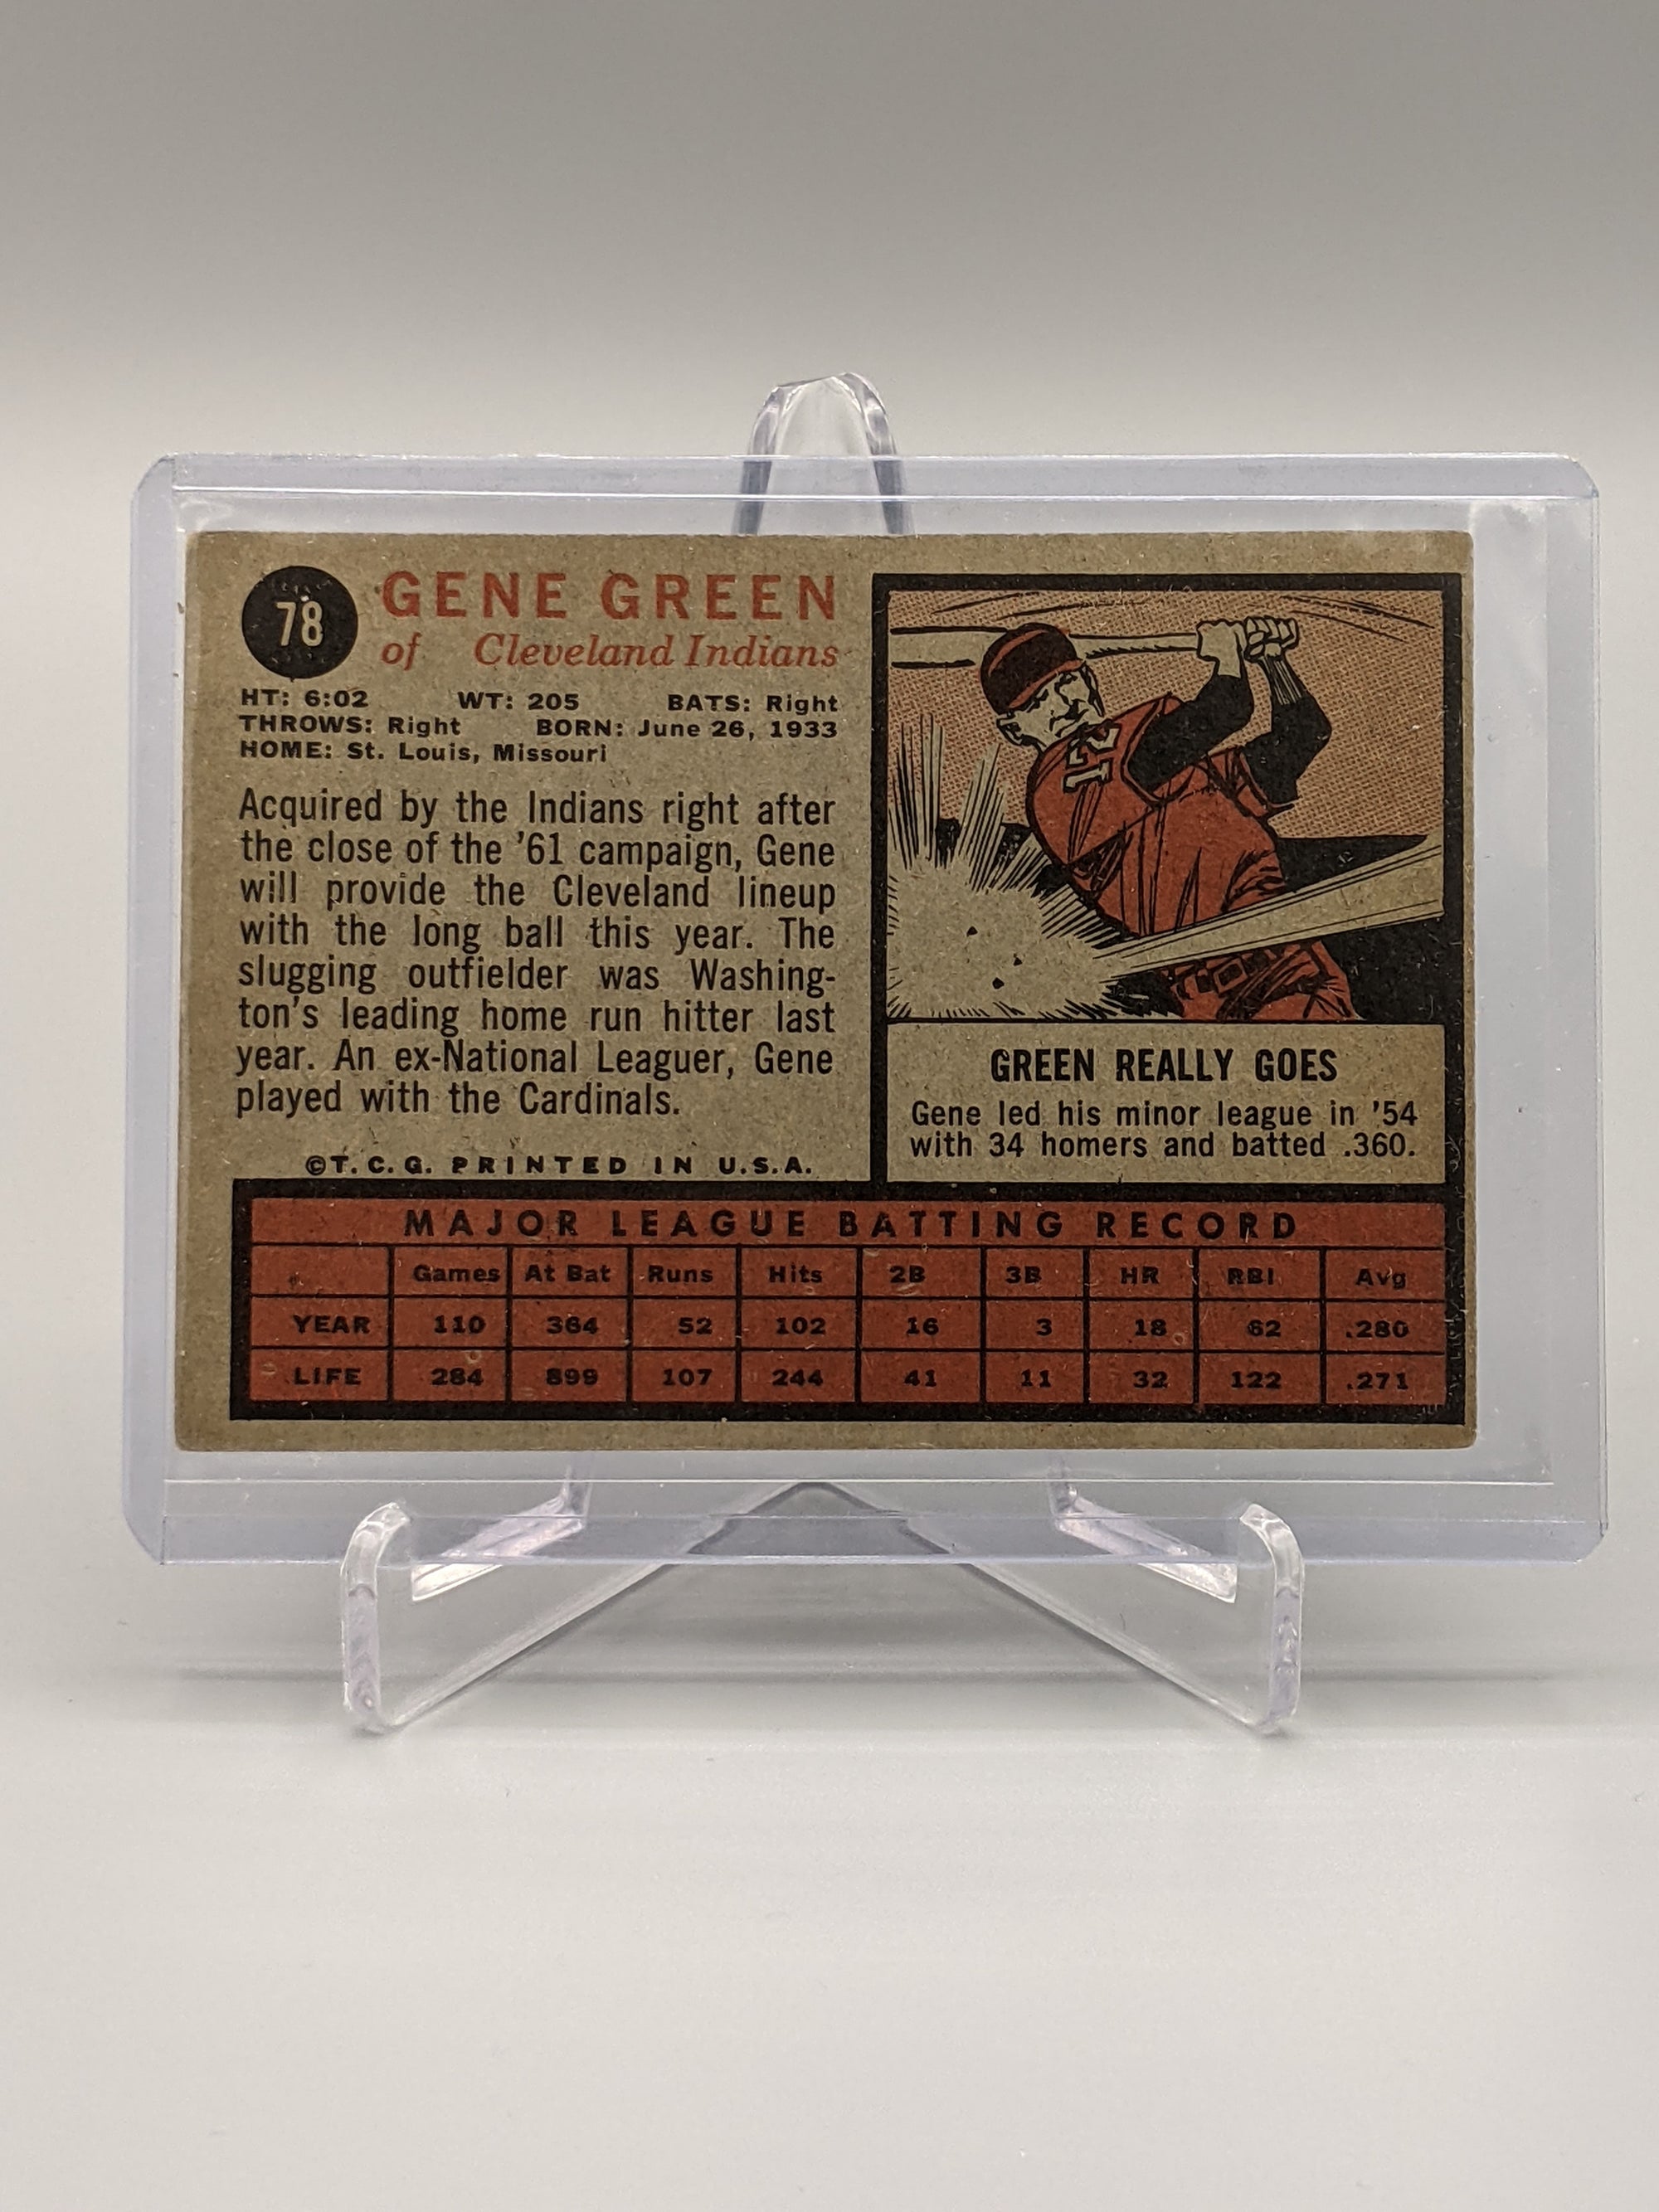 78
GENE GREEN
of Cleveland Indians
HT: 6:02 WT: 205 BATS: Right
THROWS: Right BORN: June 26, 1933
HOME: St. Louis, Missouri
Acquired by the Indians right after
the close of the '61 campaign, Gene
will provide the Cleveland lineup
with the long ball this year. The
slugging outfielder was Washing-
ton's leading home run hitter last
year. An ex-National Leaguer, Gene
played with the Cardinals.
©T.C.G. PRINTED IN U.S.A.
12
GREEN REALLY GOES
Gene led his minor league in '54
with 34 homers and batted .360.
MAJOR LEAGUE BATTING RECORD
Games At Bat Runs Hits 2B 3B HR RBI Avg
YEAR 110 364 52 102 16 3 18 62 .280
LIFE 284 899 107 244 41 11 32 122 .271